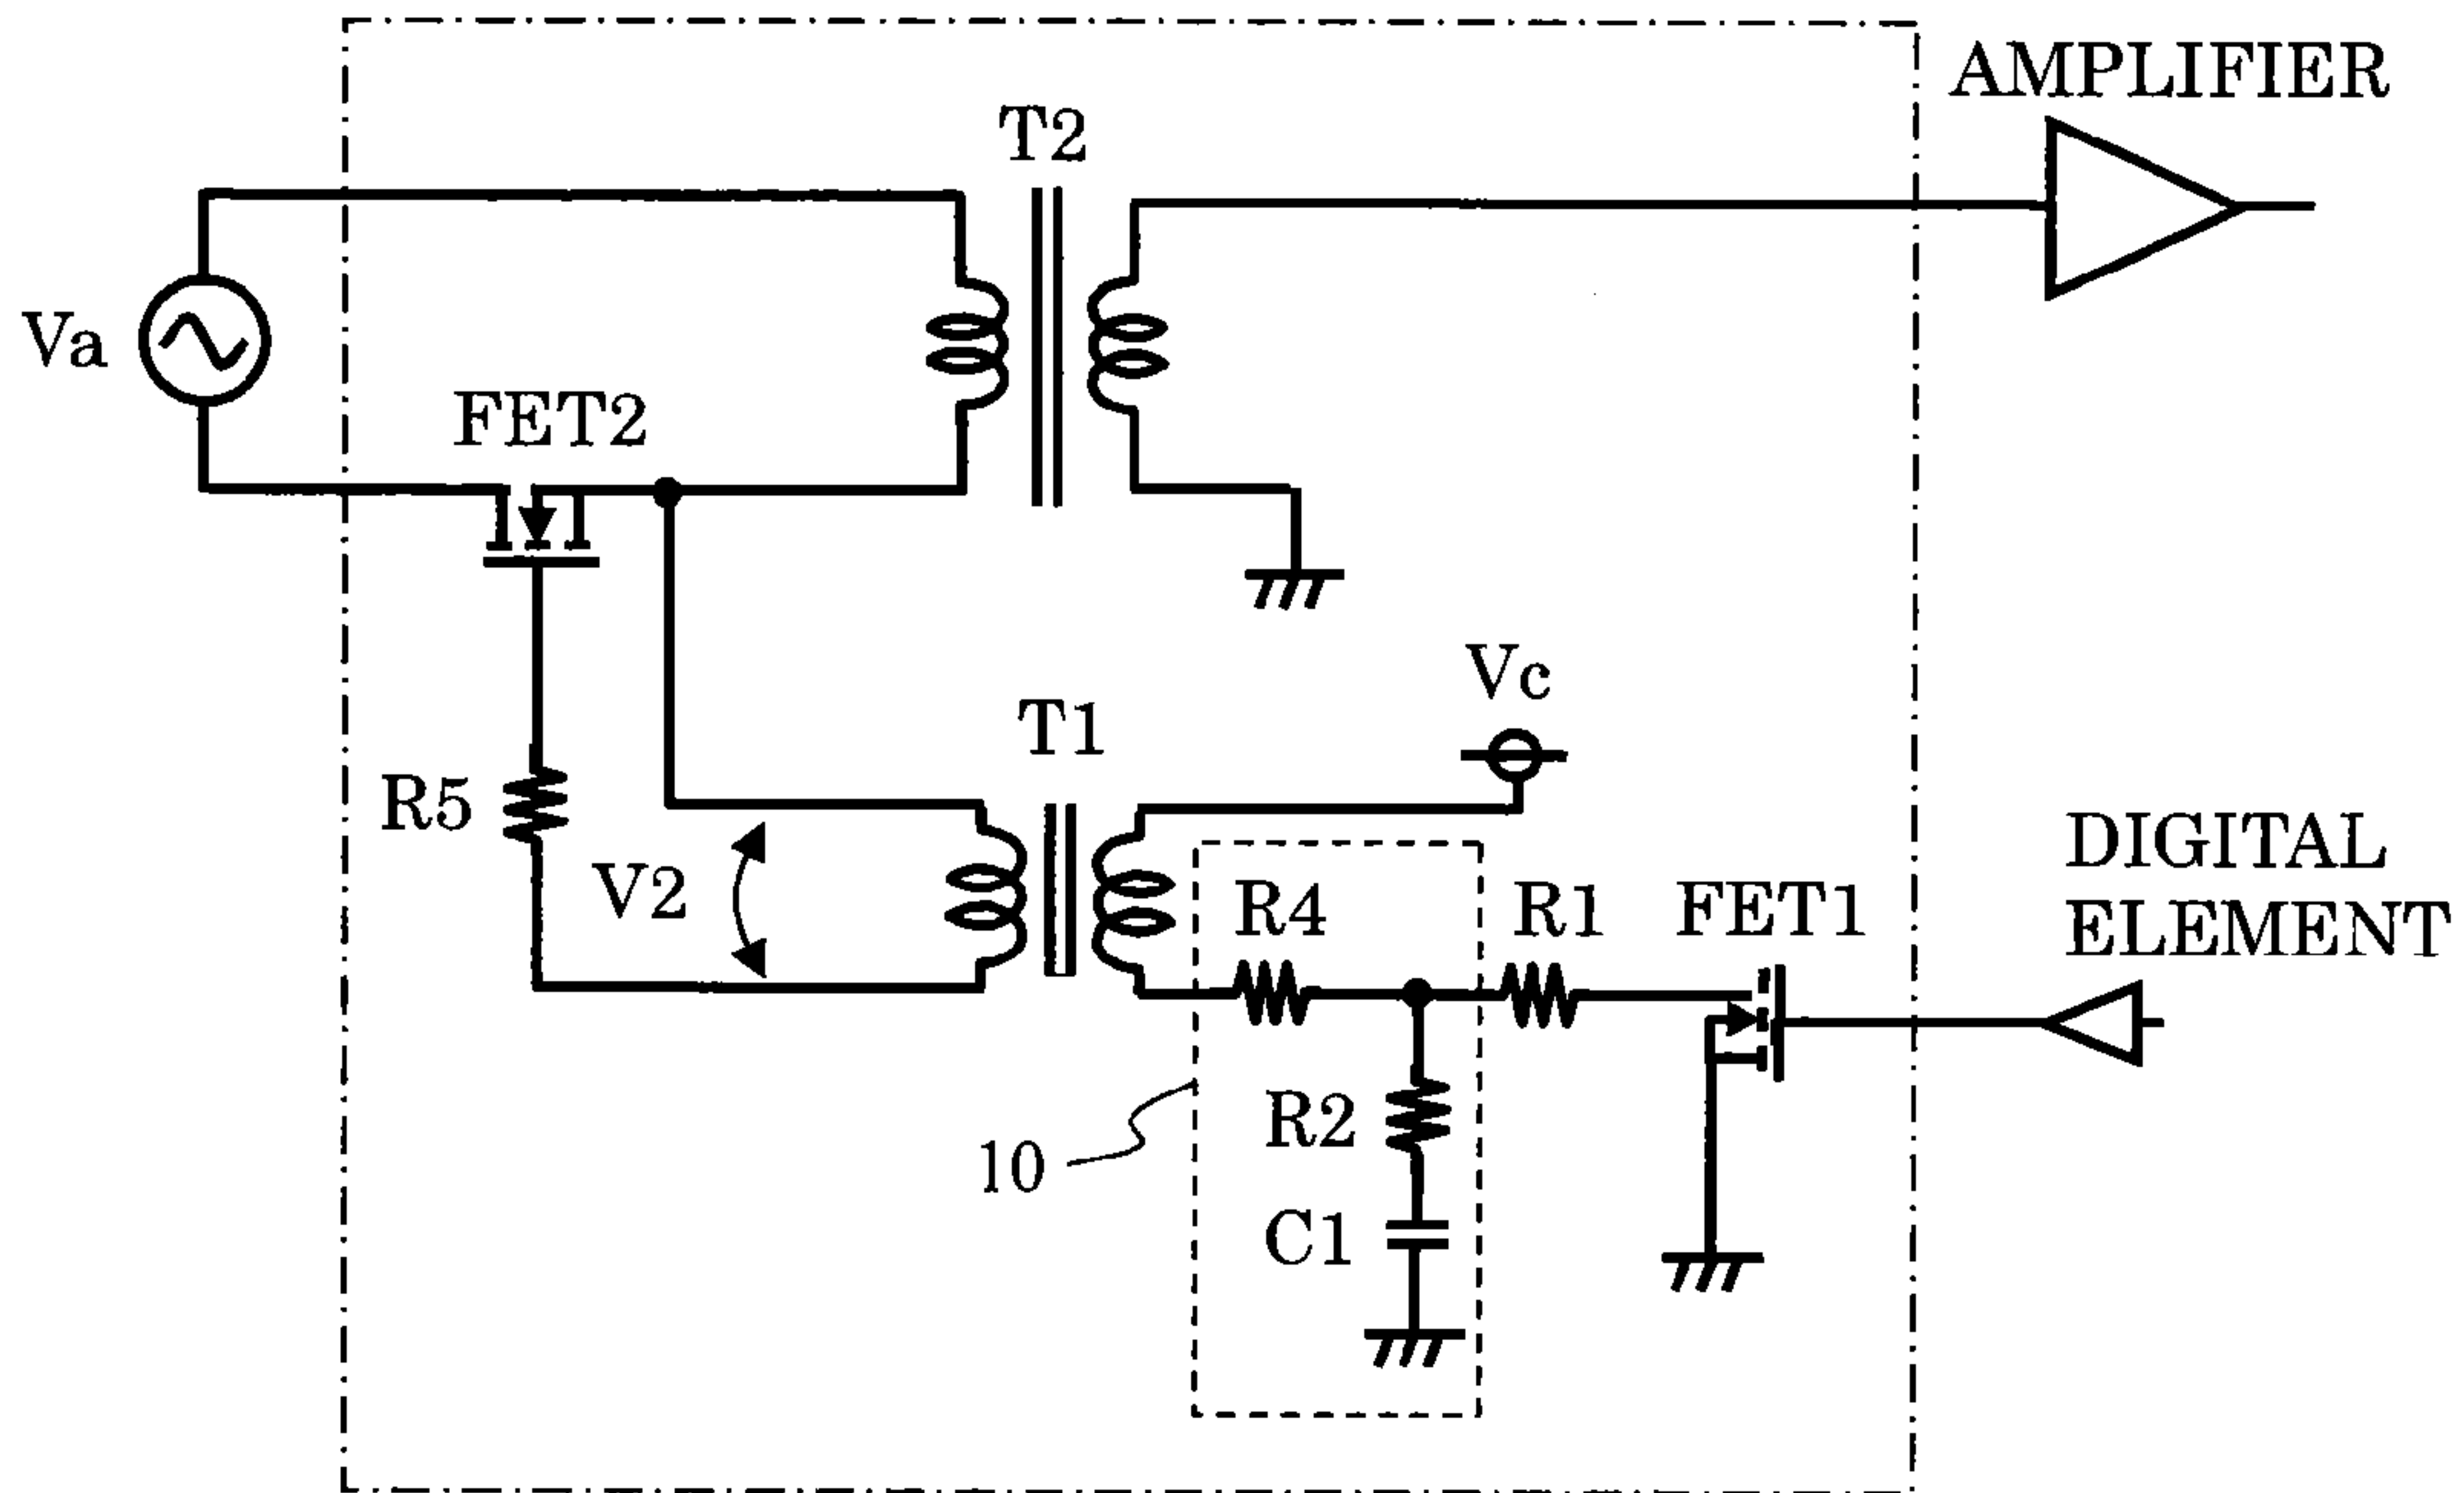 AMPLIFIER
T2
Va
FET2
Vc
T1
R5
V2
DIGITAL
ELEMENT
R4
R1
FET1
R2
10
C1